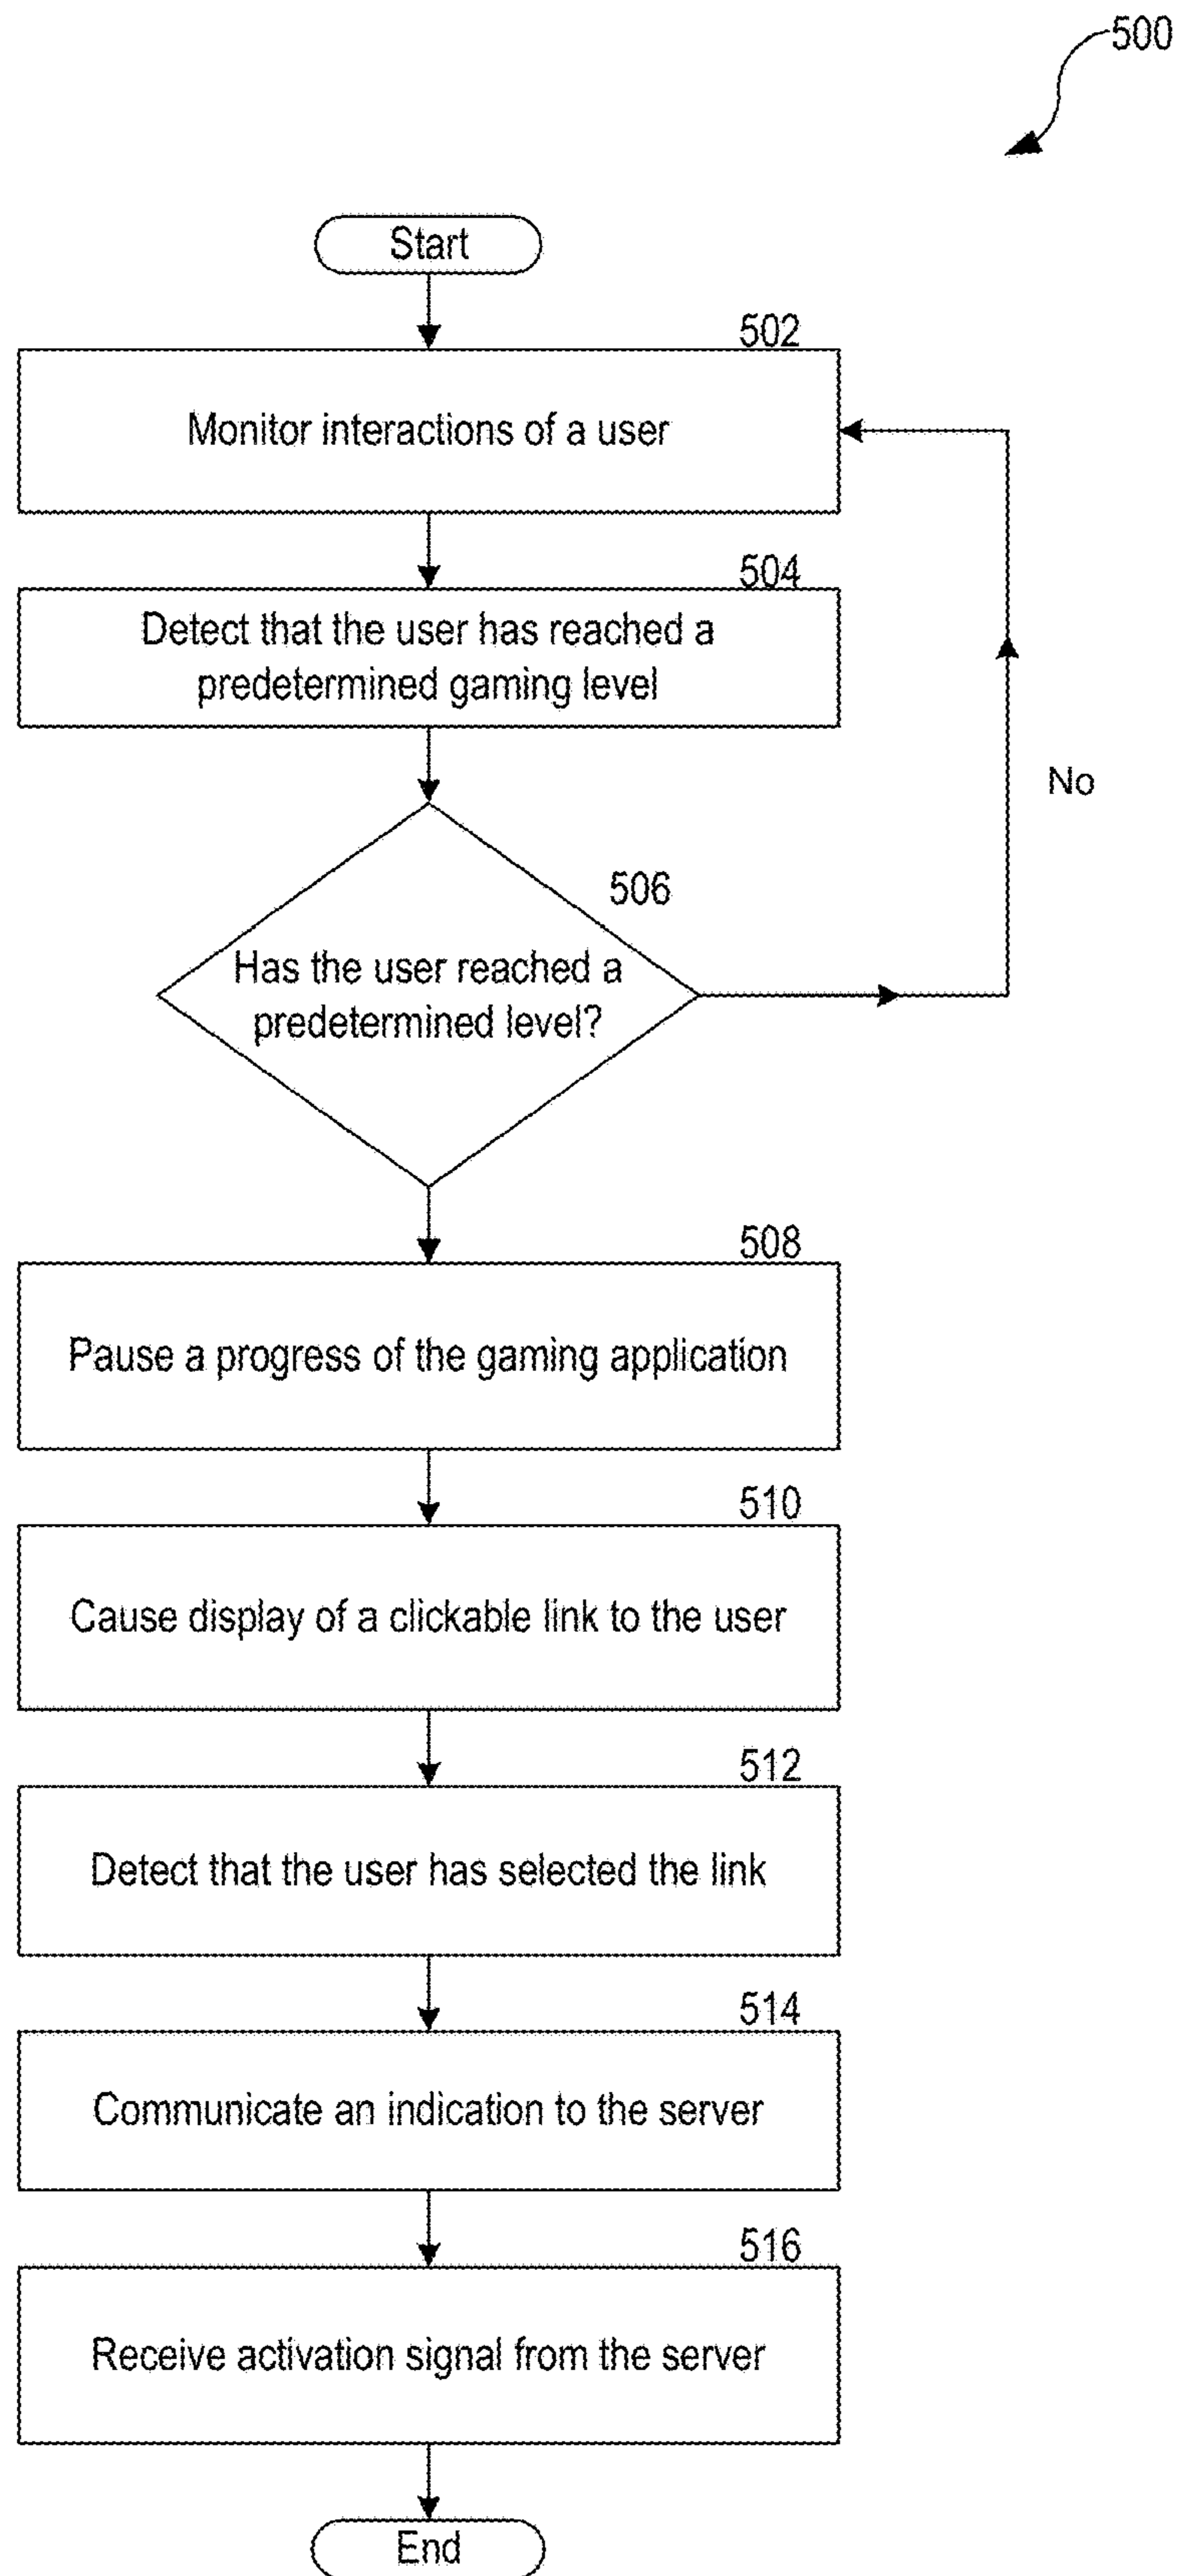 500
Start
502
Monitor interactions of a user
504
Detect that the user has reached a
predetermined gaming level
No
506
Has the user reached a
predetermined level?
508
Pause a progress of the gaming application
510
Cause display of a clickable link to the user
512
Detect that the user has selected the link
514
Communicate an indication to the server
516
Receive activation signal from the server
End